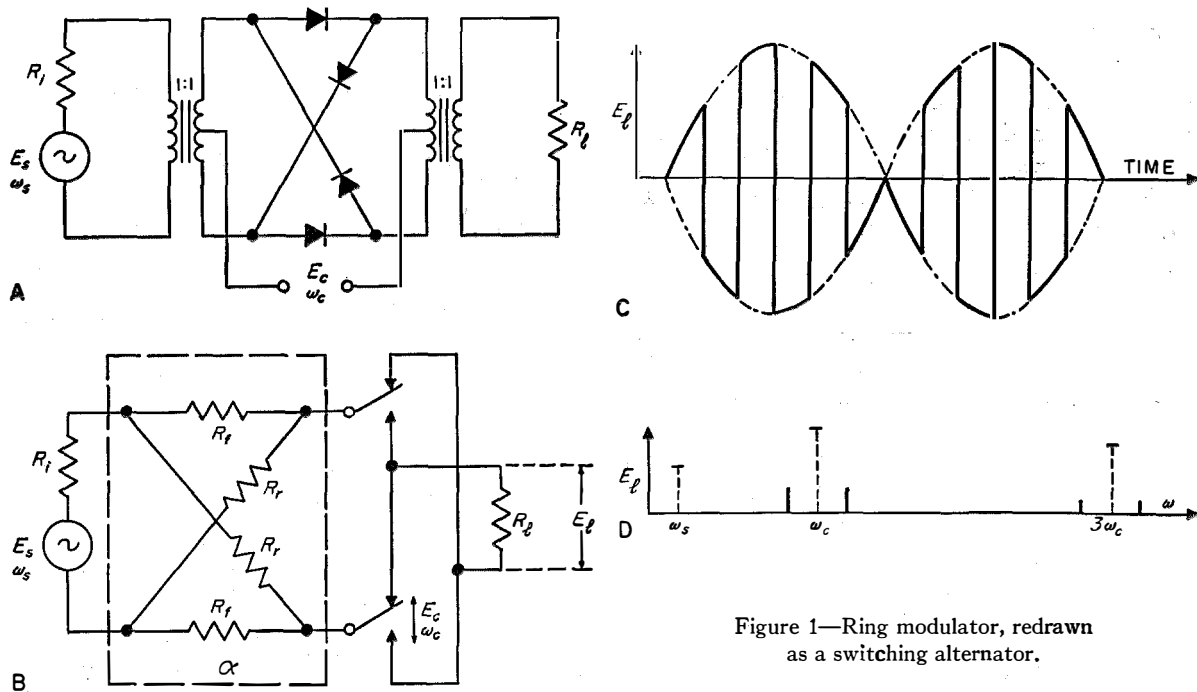 R_i
E_s
ω_s
1:1
1:1
R_ℓ
E_c
ω_c
A
E_ℓ
TIME
C
R_i
E_s
ω_s
R_f
R_r
R_r
R_f
α
E_c
ω_c
R_ℓ
E_ℓ
B
E_ℓ
ω_s
ω_c
3ω_c
ω
D
Figure 1—Ring modulator, redrawn
as a switching alternator.